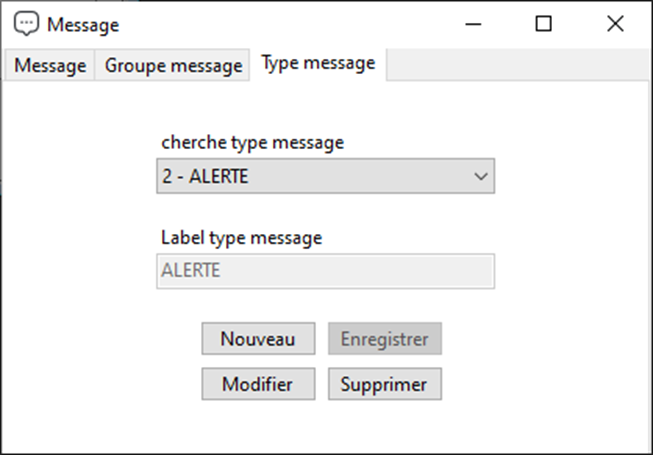 Message
Message Groupe message Type message
cherche type message
2 - ALERTE
Label type message
ALERTE
Nouveau Enregistrer
Modifier Supprimer